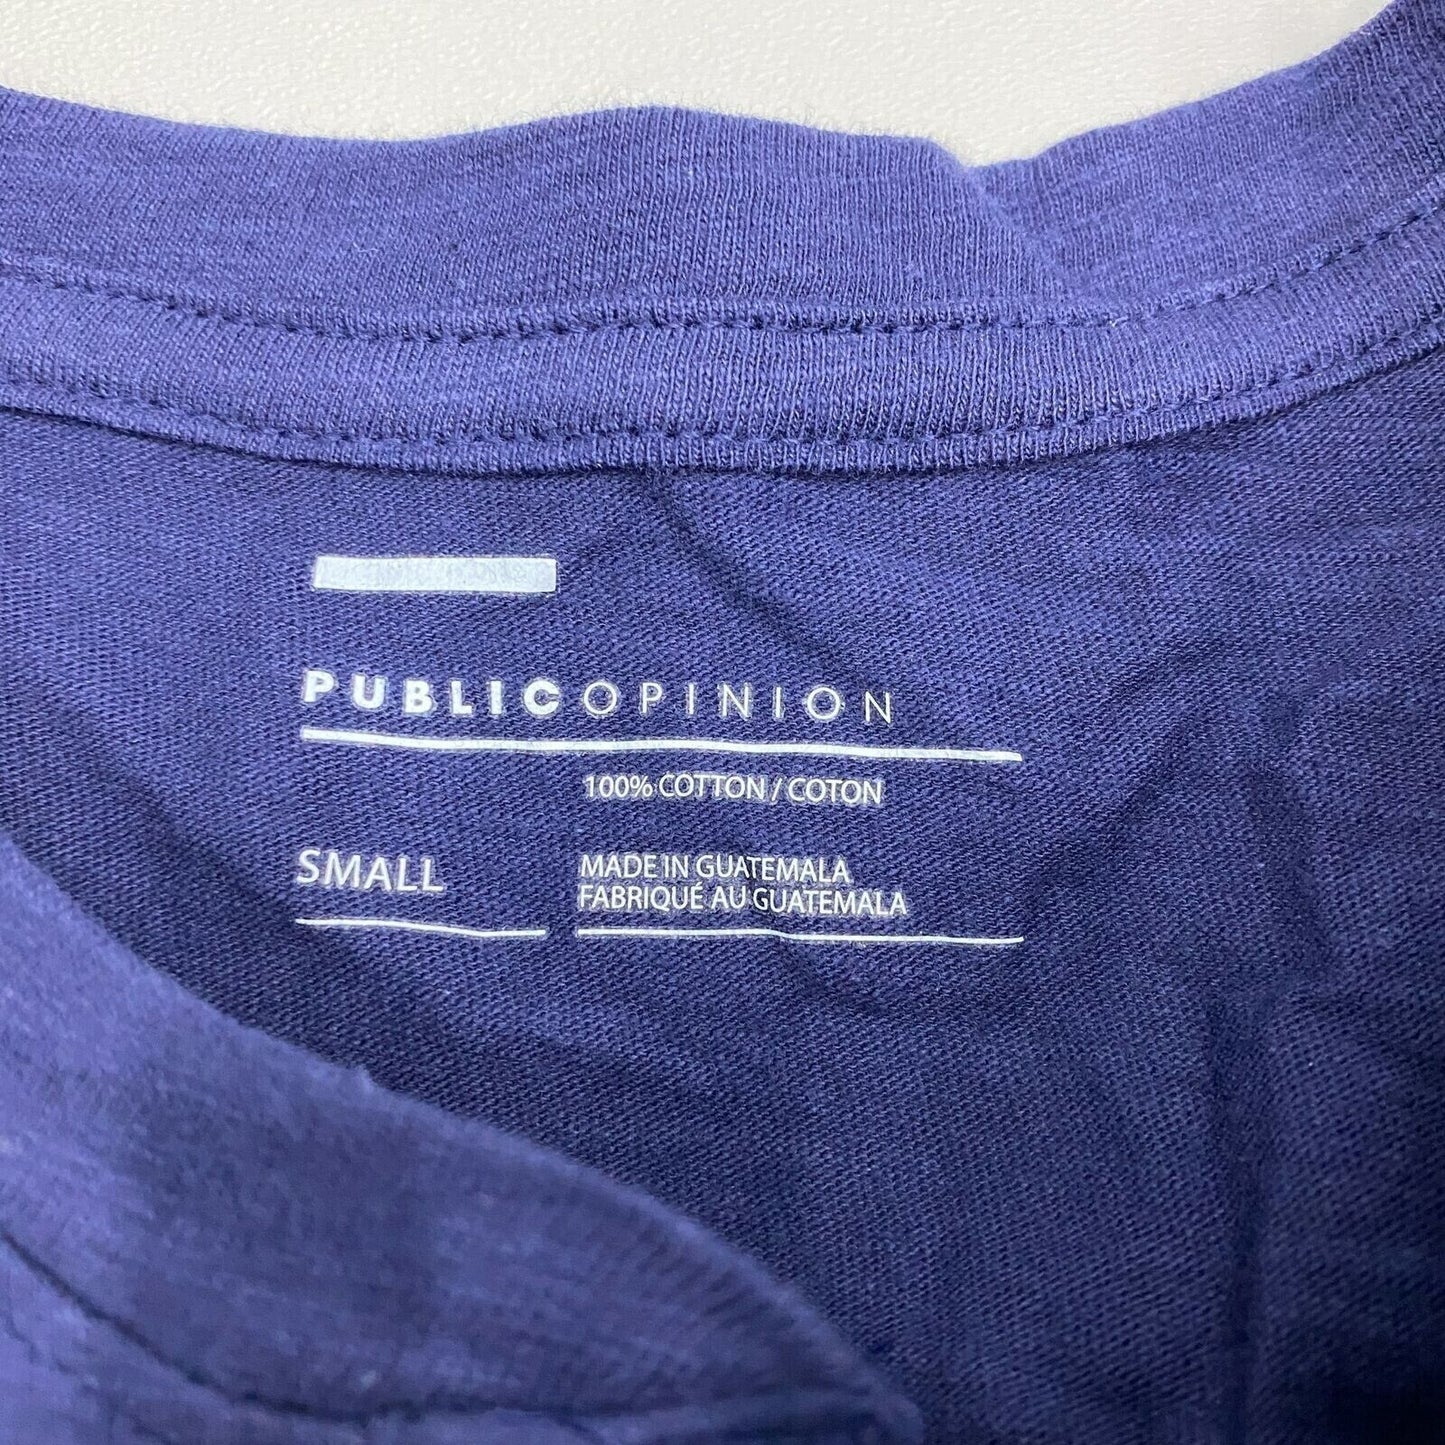 PUBLICOPINION
100% COTTON / COTON
SMALL
MADE IN GUATEMALA
FABRIQUÉ AU GUATEMALA